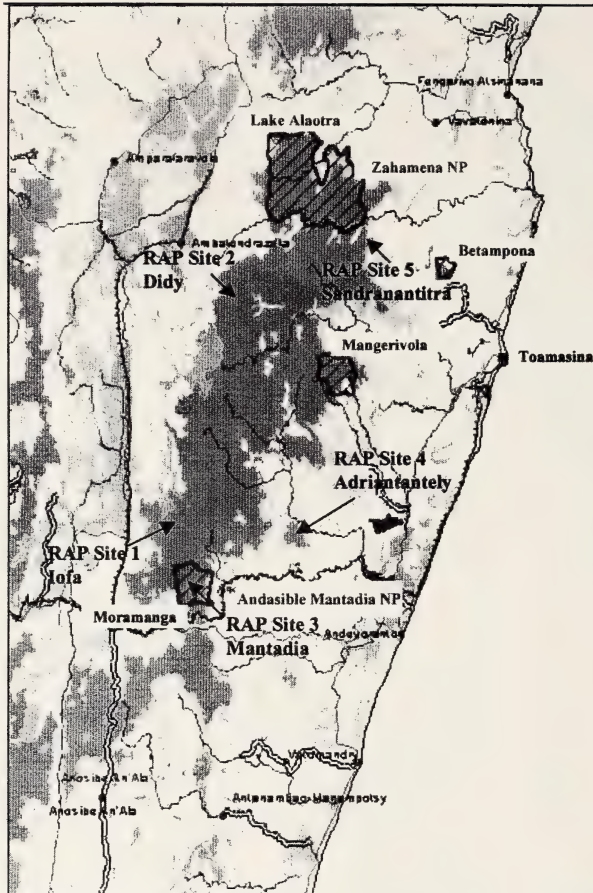 Lake Alaotra
Zahamena NP
RAP Site 2
Didy
RAP Site 5
Sandranantitra
Betampona
Mangerivola
Toamasina
RAP Site 4
Adriantantely
RAP Site 1
Iofa
Andasible Mantadia NP
Moramanga
RAP Site 3
Mantadia
Anosibe An'Ala
Anosibe An'Ala